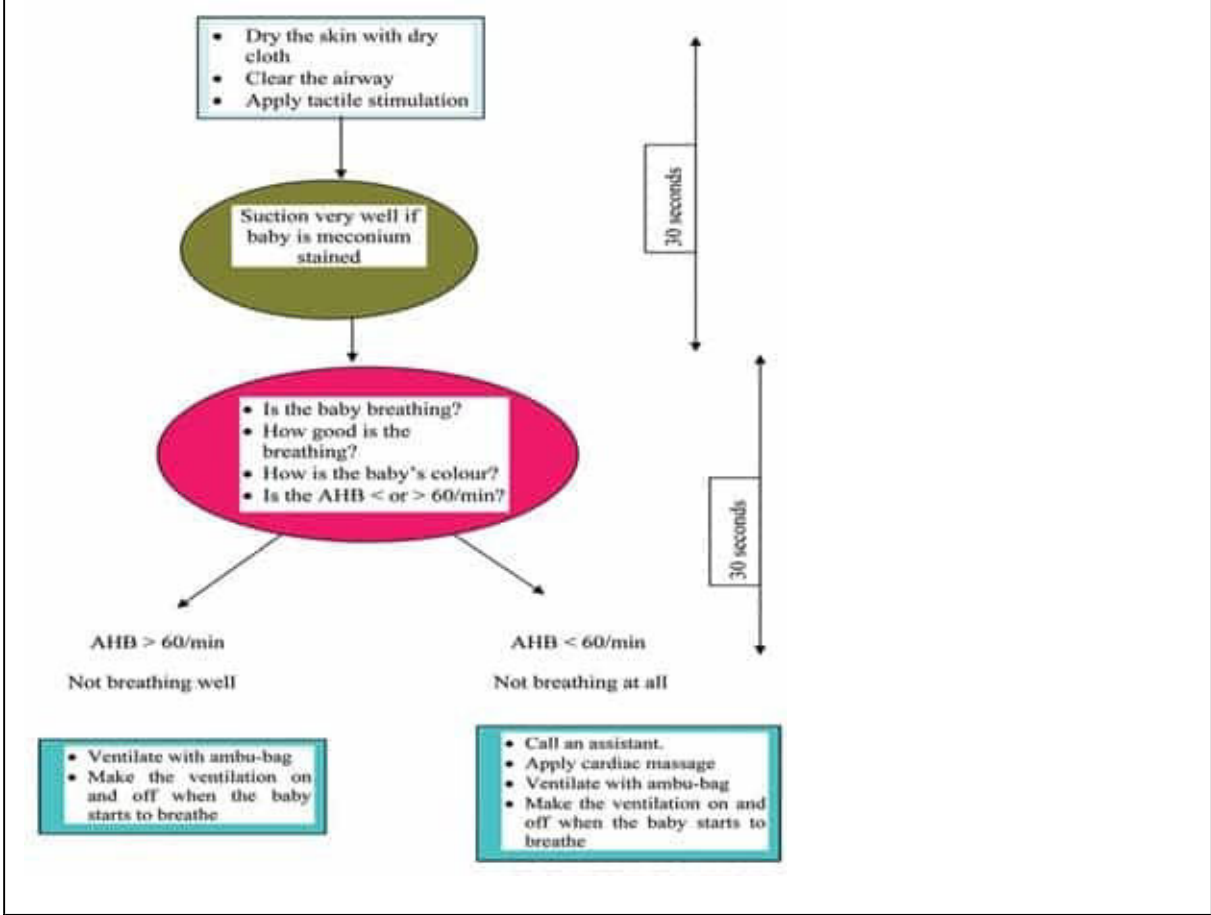 • Dry the skin with dry
cloth
• Clear the airway
• Apply tactile stimulation
30 seconds
Suction very well if
baby is meconium
stained
• Is the baby breathing?
• How good is the
breathing?
• How is the baby's colour?
• Is the AHB < or > 60/min?
30 seconds
AHB > 60/min
Not breathing well
AHB < 60/min
Not breathing at all
• Ventilate with ambu-bag
• Make the ventilation on
and off when the baby
starts to breathe
• Call an assistant.
• Apply cardiac massage
• Ventilate with ambu-bag
• Make the ventilation on and
off when the baby starts to
breathe